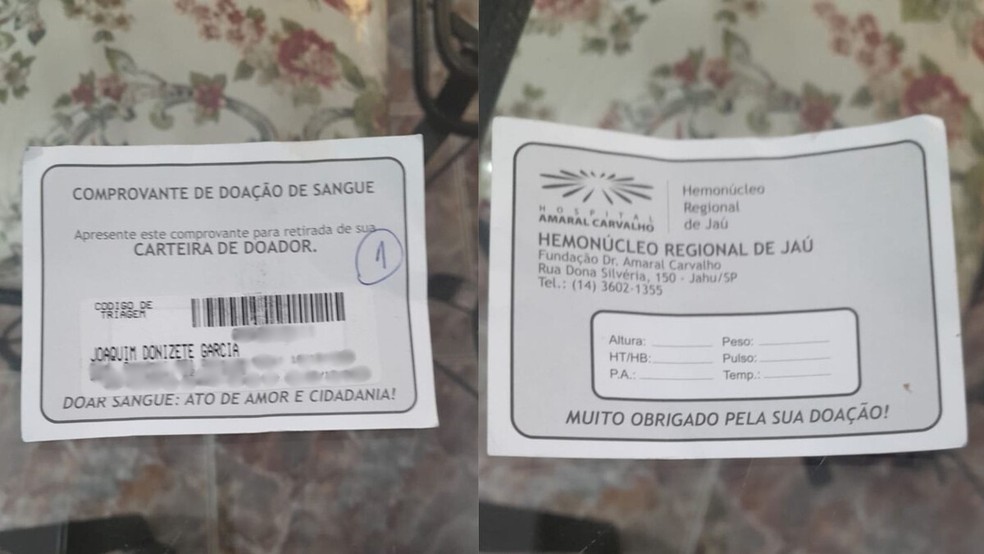 COMPROVANTE DE DOAÇÃO DE SANGUE
Apresente este comprovante para retirada de sua
CARTEIRA DE DOADOR.
1
CODIGO DE
TRIAGEM
JOAQUIM DONIZETE GARCIA
DOAR SANGUE: ATO DE AMOR E CIDADANIA!
HOSPITAL
AMARAL CARVALHO
Hemonúcleo
Regional
de Jaú
HEMONÚCLEO REGIONAL DE JAÚ
Fundação Dr. Amaral Carvalho
Rua Dona Silvéria, 150 - Jahu/SP
Tel.: (14) 3602-1355
Altura: Peso:
HT/HB: Pulso:
P.A.: Temp.:
MUITO OBRIGADO PELA SUA DOAÇÃO!